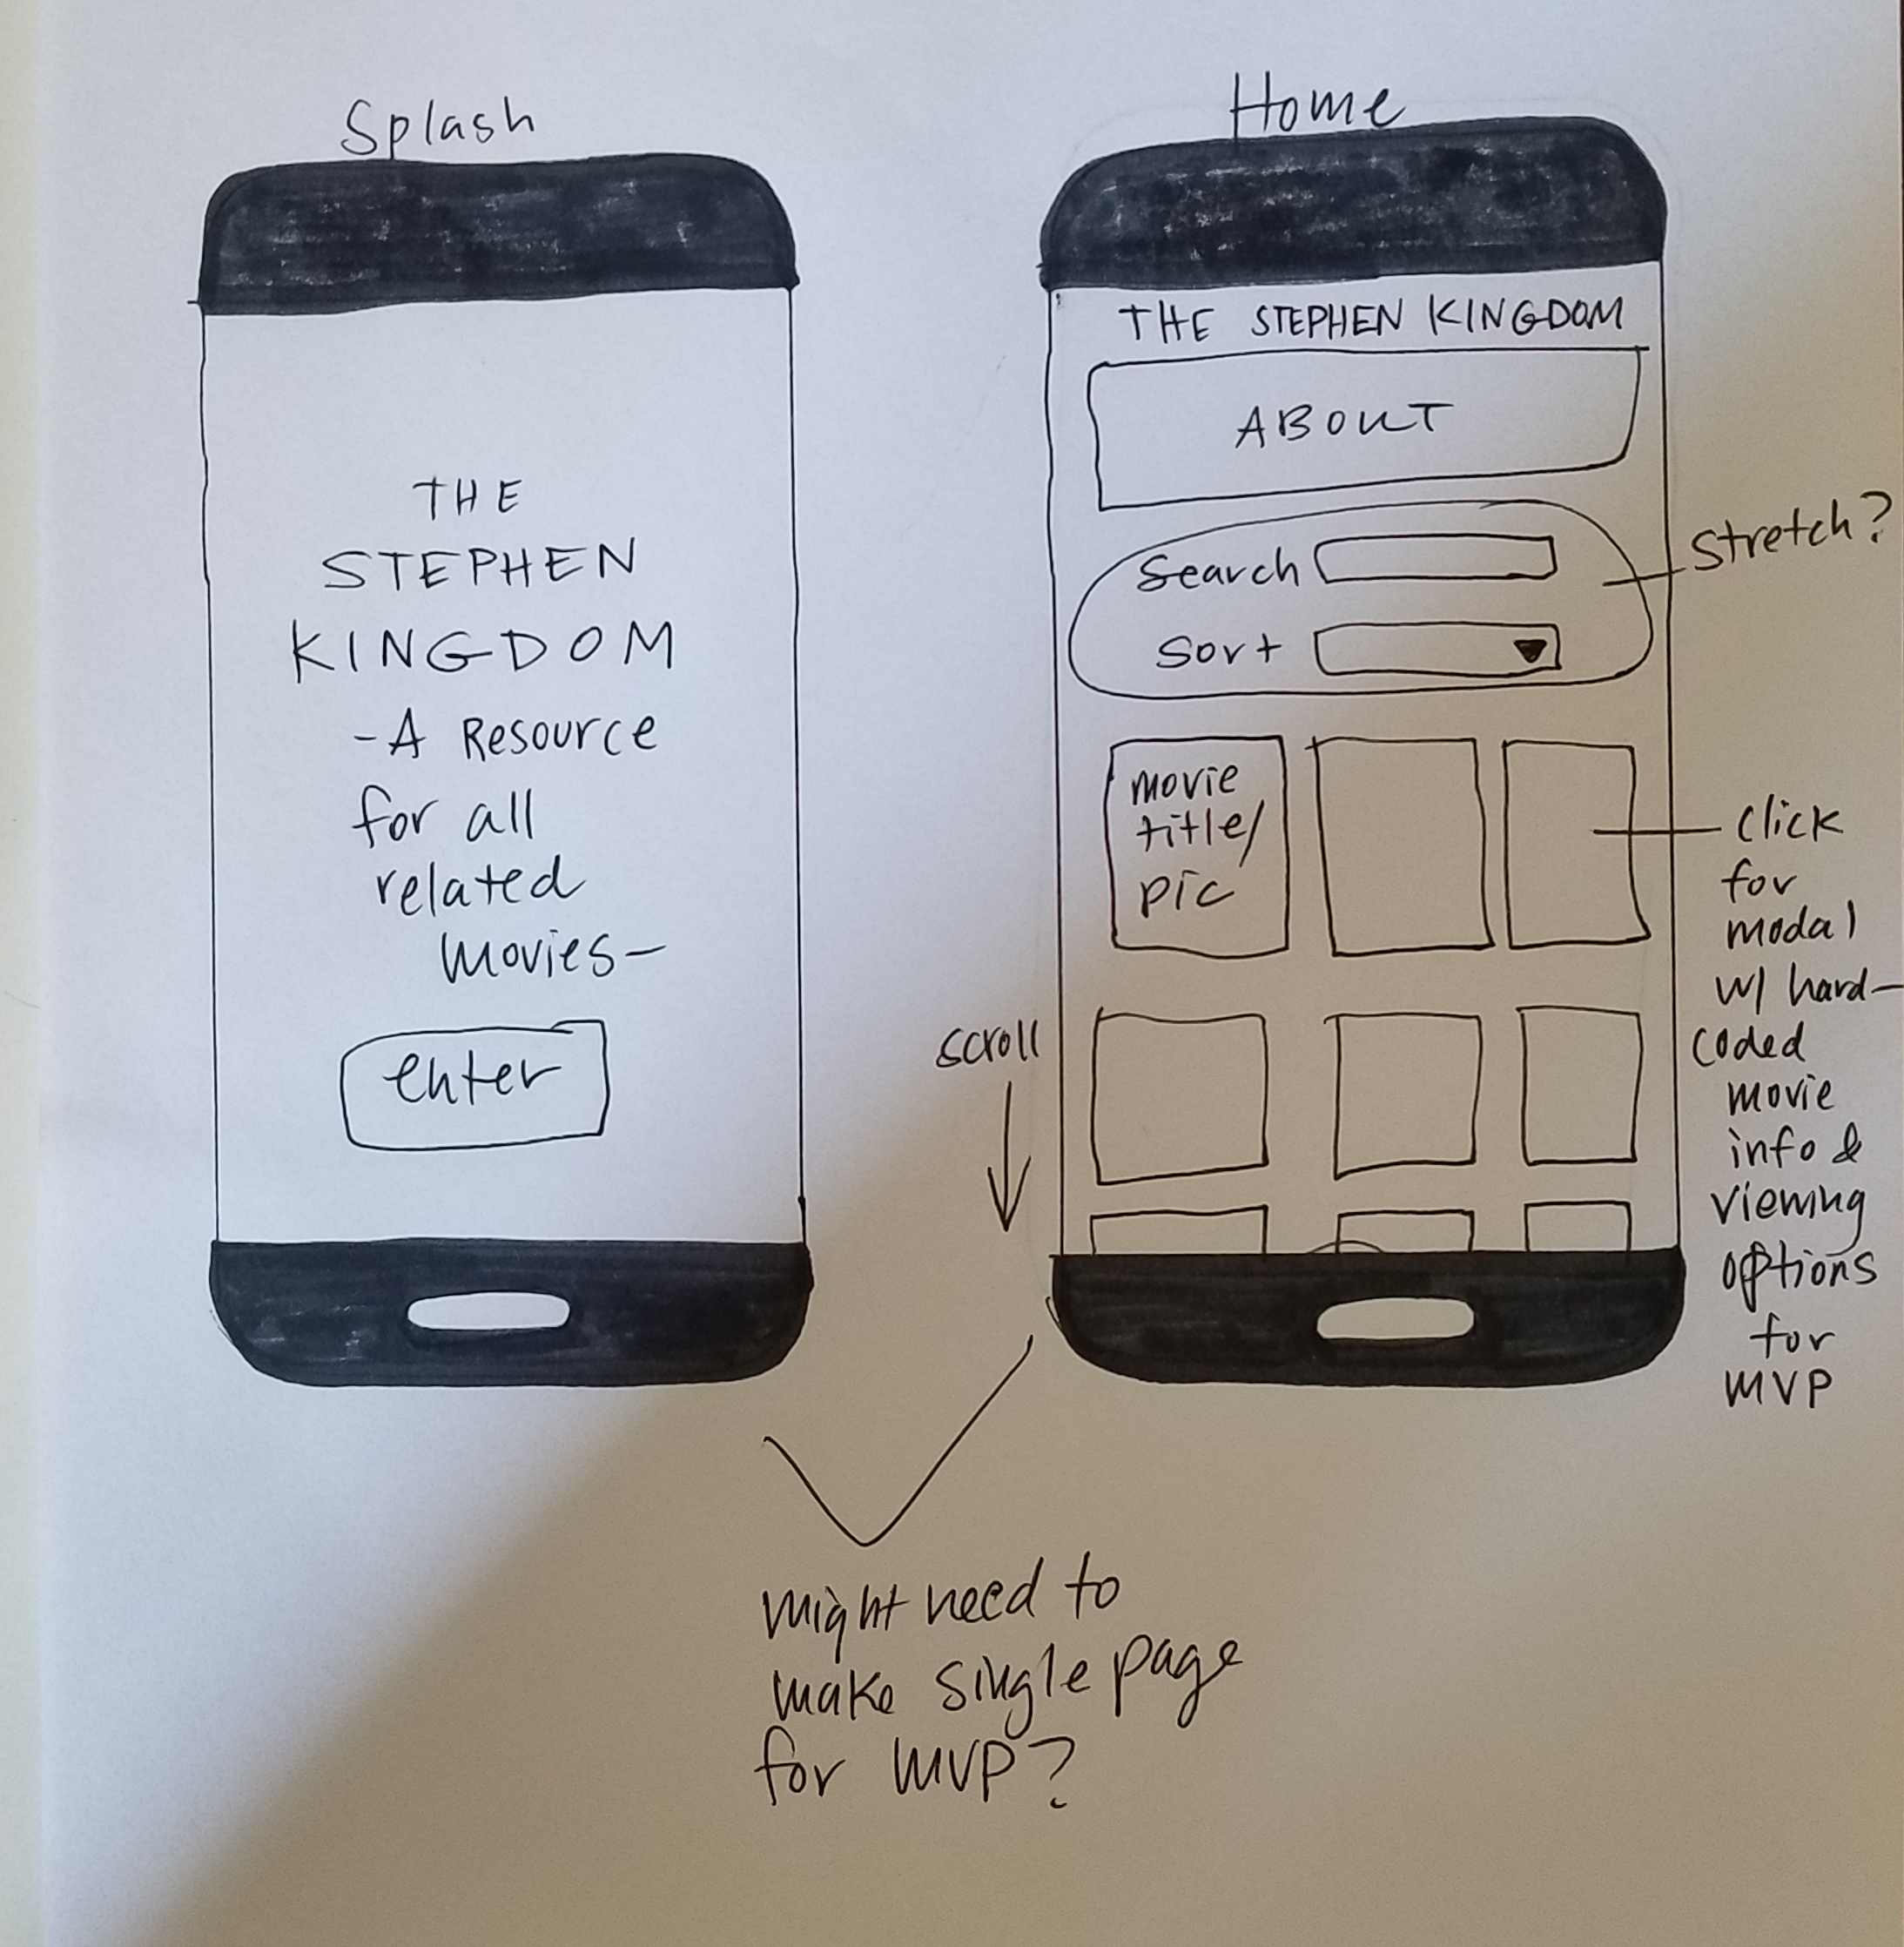 Splash
THE
STEPHEN
KINGDOM
-A Resource
for all
related
movies-
enter
Home
THE STEPHEN KINGDOM
ABOUT
Search
Sort
stretch?
movie
title/
pic
scroll
click
for
modal
w/ hard-
coded
movie
info &
viewing
options
for
MVP
might need to
make single page
for MVP?